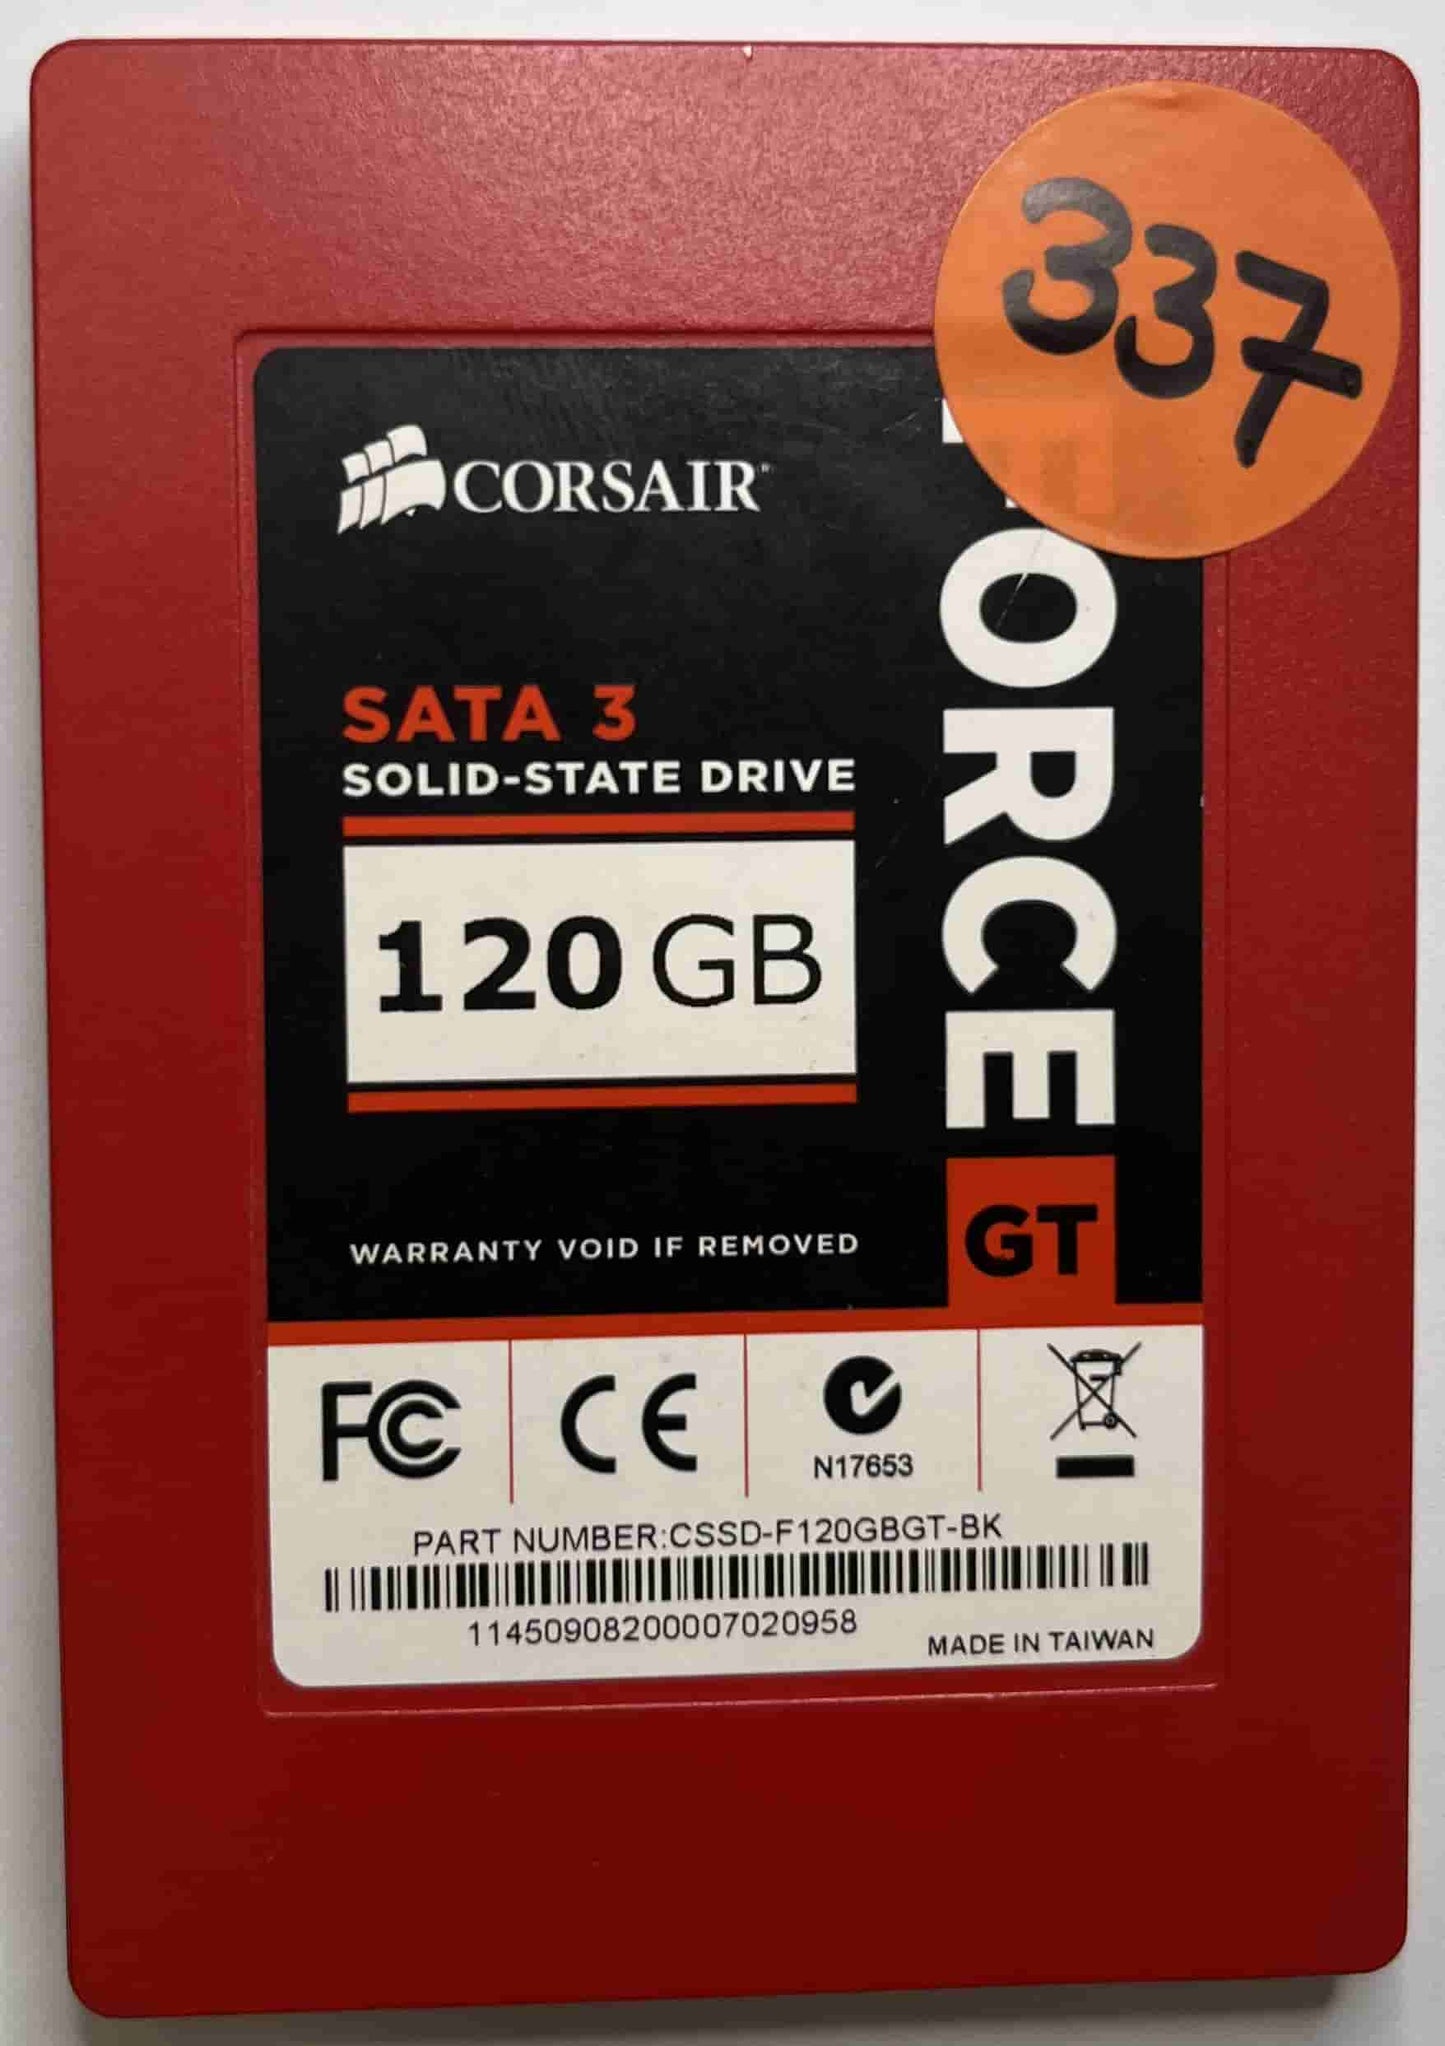 337
CORSAIR
FORCE
GT
SATA 3
SOLID-STATE DRIVE
120 GB
WARRANTY VOID IF REMOVED
FC
CE
N17653
PART NUMBER:CSSD-F120GBGT-BK
11450908200007020958
MADE IN TAIWAN